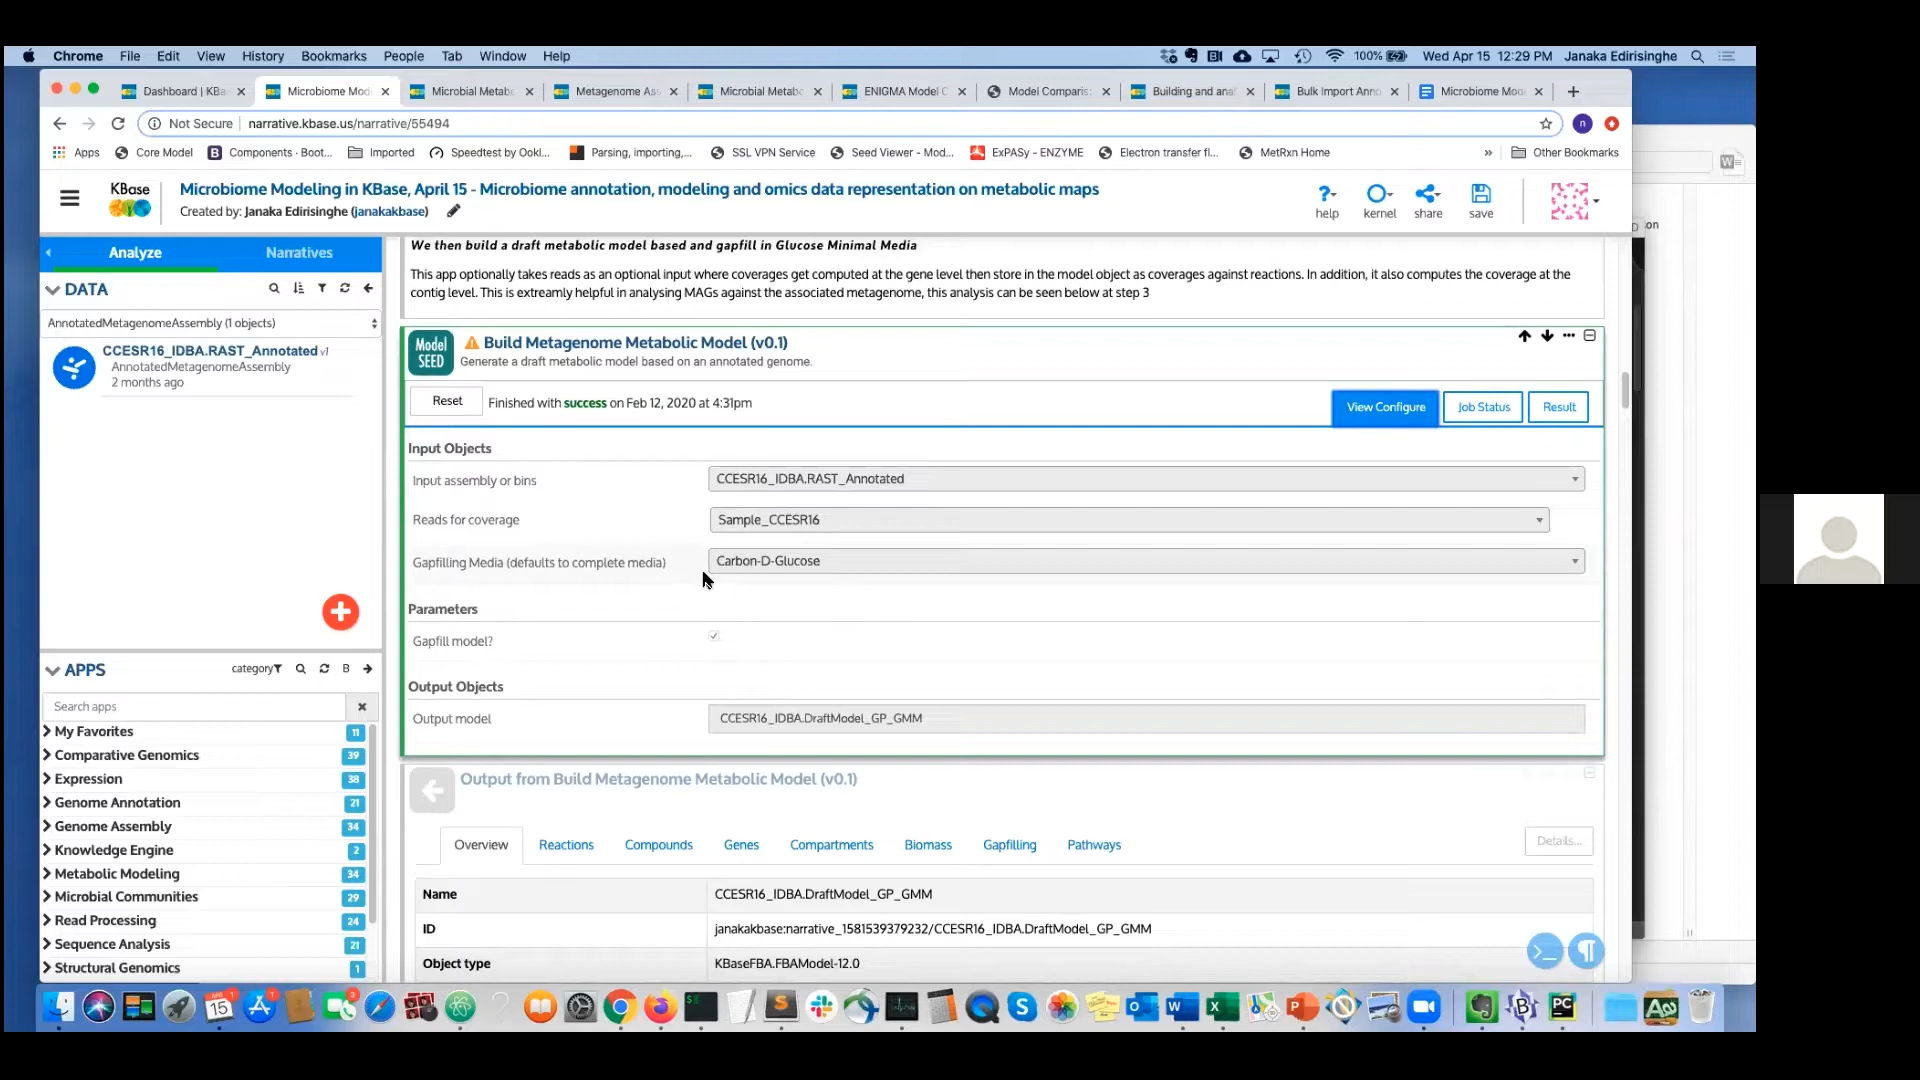 Chrome File Edit View History Bookmarks People Tab Window Help 100% Wed Apr 15 12:29 PM Janaka Edirisinghe
Dashboard | KBa Microbiome Mod Microbial Metab Metagenome Ass Microbial Metab ENIGMA Model C Model Comparis Building and ana Bulk Import Anno Microbiome Mo
Not Secure narrative.kbase.us/narrative/55494 n
Apps Core Model Components · Boot... Imported Speedtest by Ookl... Parsing, importing,... SSL VPN Service Seed Viewer - Mod... ExPASy - ENZYME Electron transfer fl... MetRxn Home » Other Bookmarks
KBase
Microbiome Modeling in KBase, April 15 - Microbiome annotation, modeling and omics data representation on metabolic maps
Created by: Janaka Edirisinghe (janakakbase)
help kernel share save
on
Analyze Narratives
DATA
AnnotatedMetagenomeAssembly (1 objects)
CCESR16_IDBA.RAST_Annotated v1
AnnotatedMetagenomeAssembly
2 months ago
APPS category B
Search apps
My Favorites 11
Comparative Genomics 39
Expression 38
Genome Annotation 21
Genome Assembly 34
Knowledge Engine 2
Metabolic Modeling 34
Microbial Communities 29
Read Processing 24
Sequence Analysis 21
Structural Genomics 1
We then build a draft metabolic model based and gapfill in Glucose Minimal Media
This app optionally takes reads as an optional input where coverages get computed at the gene level then store in the model object as coverages against reactions. In addition, it also computes the coverage at the
contig level. This is extreamly helpful in analysing MAGs against the associated metagenome, this analysis can be seen below at step 3
Model SEED
Build Metagenome Metabolic Model (v0.1)
Generate a draft metabolic model based on an annotated genome.
Reset Finished with success on Feb 12, 2020 at 4:31pm View Configure Job Status Result
Input Objects
Input assembly or bins CCESR16_IDBA.RAST_Annotated
Reads for coverage Sample_CCESR16
Gapfilling Media (defaults to complete media) Carbon-D-Glucose
Parameters
Gapfill model?
Output Objects
Output model CCESR16_IDBA.DraftModel_GP_GMM
Output from Build Metagenome Metabolic Model (v0.1)
Overview Reactions Compounds Genes Compartments Biomass Gapfilling Pathways Details...
Name CCESR16_IDBA.DraftModel_GP_GMM
ID janakakbase:narrative_1581539379232/CCESR16_IDBA.DraftModel_GP_GMM
Object type KBaseFBA.FBAModel-12.0